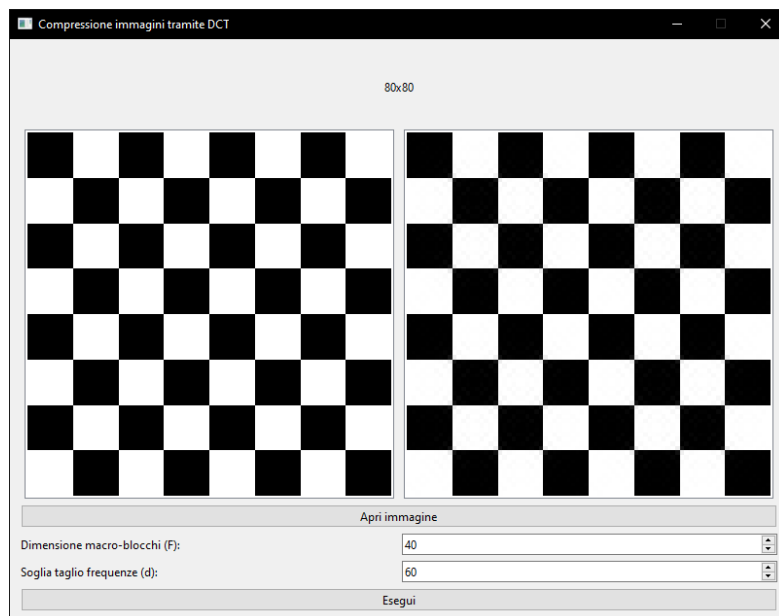 Compressione immagini tramite DCT
80x80
Apri immagine
Dimensione macro-blocchi (F): 40
Soglia taglio frequenze (d): 60
Esegui